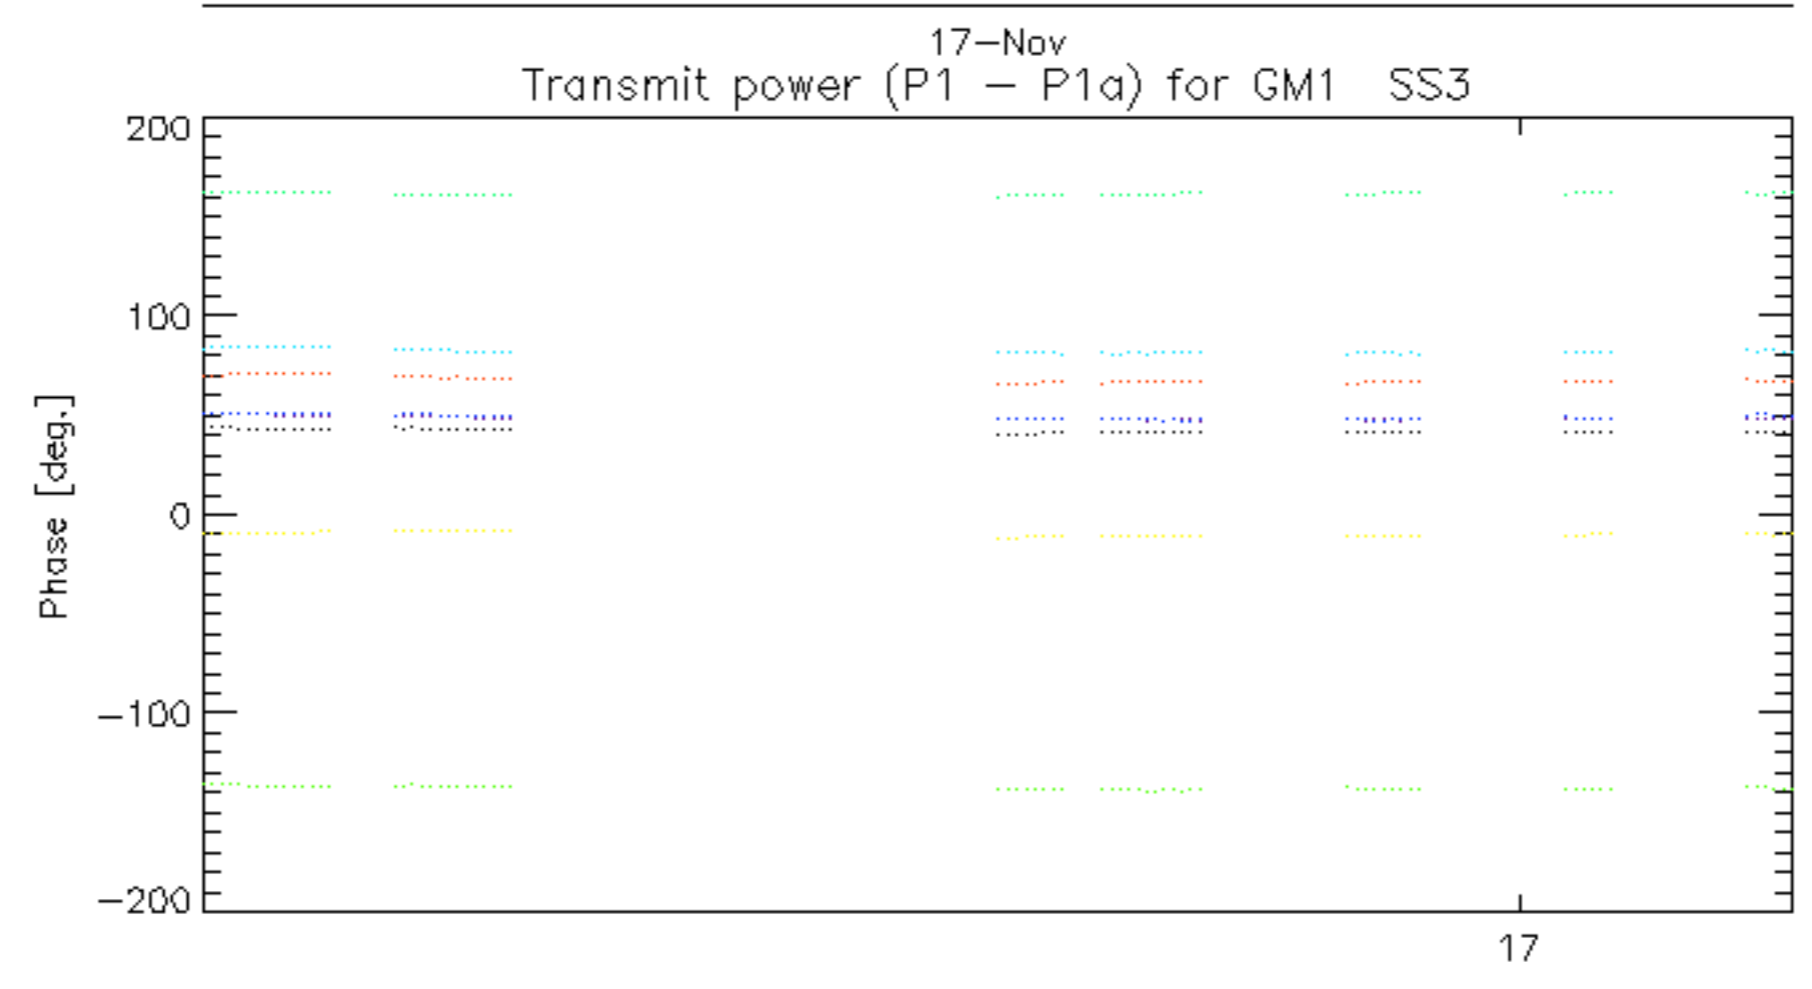 17-Nov
Transmit power (P1 - P1a) for GM1 SS3
200
100
0
-100
-200
Phase [deg.]
17